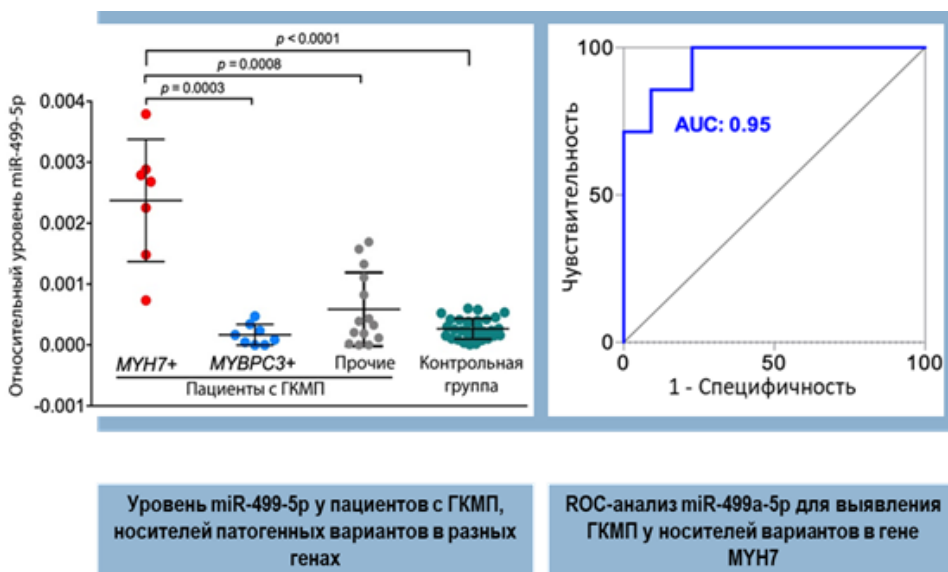 p < 0.0001
p = 0.0008
p = 0.0003
Относительный уровень miR-499-5p
0.004
0.003
0.002
0.001
0.000
-0.001
MYH7+
MYBPC3+
Прочие
Контрольная
группа
Пациенты с ГКМП
Чувствительность
100
50
0
AUC: 0.95
0
50
100
1 - Специфичность
Уровень miR-499-5p у пациентов с ГКМП,
носителей патогенных вариантов в разных
генах
ROC-анализ miR-499a-5p для выявления
ГКМП у носителей вариантов в гене
MYH7